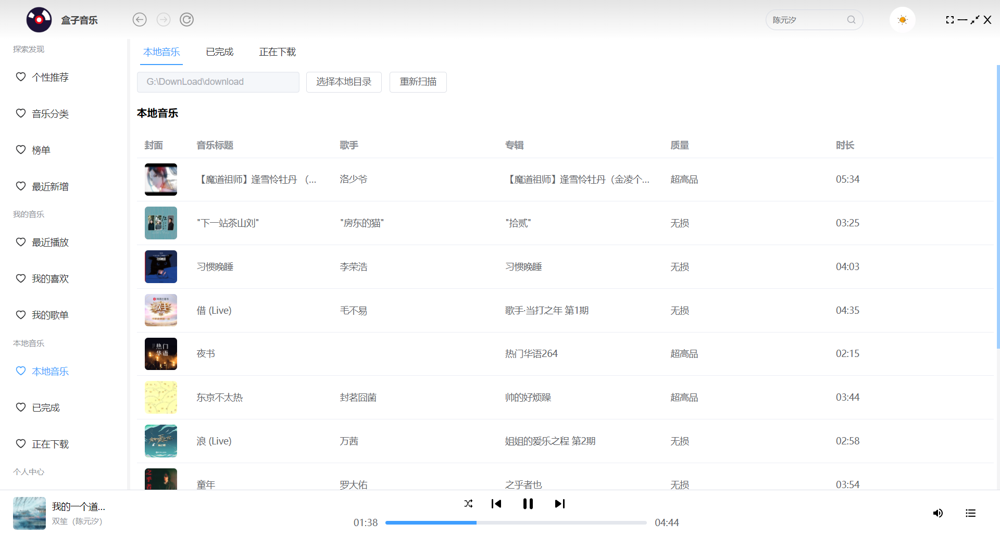 盒子音乐
陈元汐
探索发现
个性推荐
音乐分类
榜单
最近新增
我的音乐
最近播放
我的喜欢
我的歌单
本地音乐
本地音乐
已完成
正在下载
个人中心
本地音乐 已完成 正在下载
G:\DownLoad\download 选择本地目录 重新扫描
本地音乐
封面 音乐标题 歌手 专辑 质量 时长
【魔道祖师】逢雪怜牡丹 （... 洛少爷 【魔道祖师】逢雪怜牡丹（金凌个... 超高品 05:34
"下一站茶山刘" "房东的猫" "拾贰" 无损 03:25
习惯晚睡 李荣浩 习惯晚睡 无损 04:03
歌手
借 (Live) 毛不易 歌手·当打之年 第1期 无损 04:35
热门
华语
夜书 热门华语264 超高品 02:15
东京不太热 封茗囧菌 帅的好烦躁 超高品 03:44
浪 (Live) 万茜 姐姐的爱乐之程 第2期 无损 02:58
之乎者
童年 罗大佑 之乎者也 无损 03:54
我的一个道...
双笙（陈元汐）
01:38 04:44